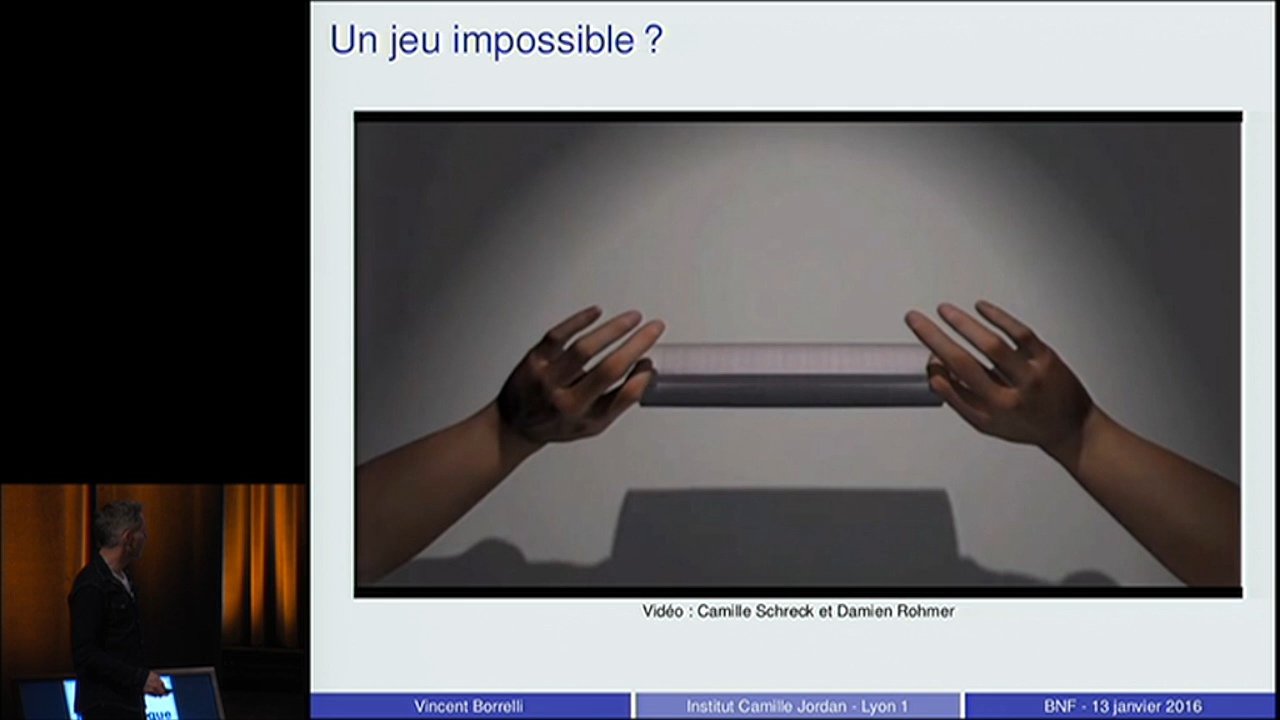 Un jeu impossible ?
Vidéo : Camille Schreck et Damien Rohmer
Vincent Borrelli
Institut Camille Jordan - Lyon 1
BNF - 13 janvier 2016